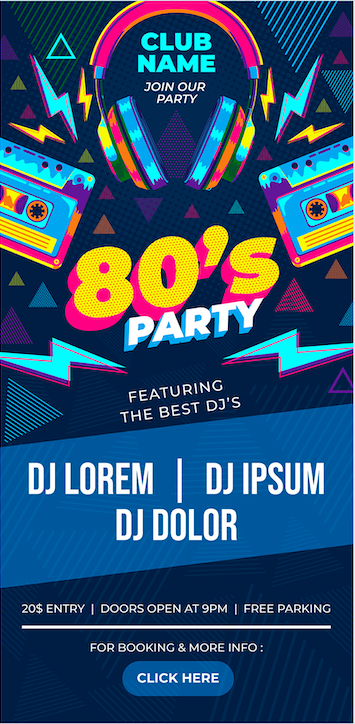 CLUB
NAME
JOIN OUR
PARTY
80's
PARTY
FEATURING
THE BEST DJ'S
DJ LOREM | DJ IPSUM
DJ DOLOR
20$ ENTRY | DOORS OPEN AT 9PM | FREE PARKING
FOR BOOKING & MORE INFO :
CLICK HERE